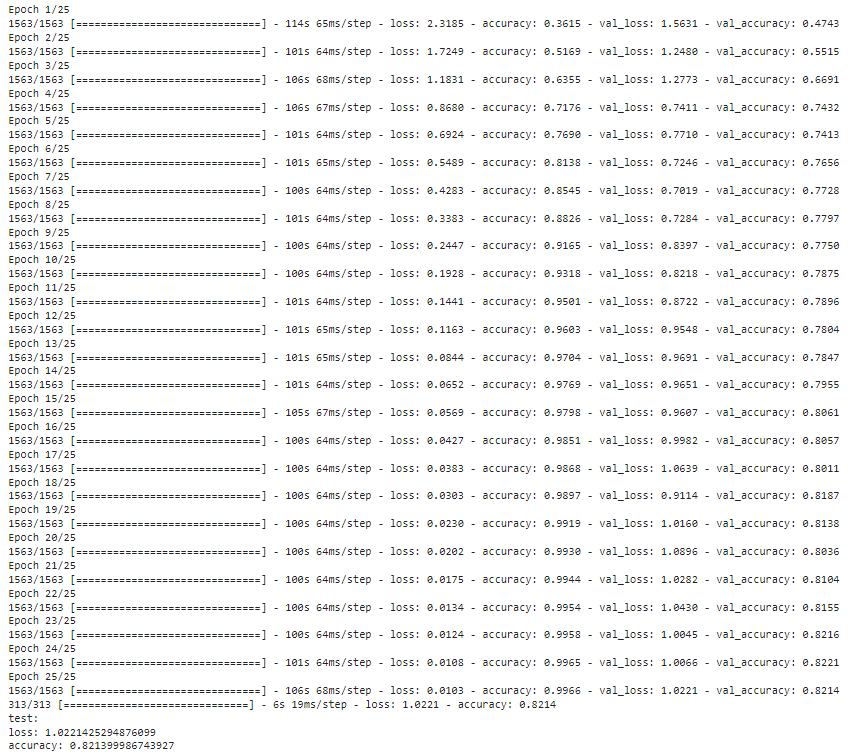 Epoch 1/25
1563/1563 [==============================] - 114s 65ms/step - loss: 2.3185 - accuracy: 0.3615 - val_loss: 1.5631 - val_accuracy: 0.4743
Epoch 2/25
1563/1563 [==============================] - 101s 64ms/step - loss: 1.7249 - accuracy: 0.5169 - val_loss: 1.2480 - val_accuracy: 0.5515
Epoch 3/25
1563/1563 [==============================] - 106s 68ms/step - loss: 1.1831 - accuracy: 0.6355 - val_loss: 1.2773 - val_accuracy: 0.6691
Epoch 4/25
1563/1563 [==============================] - 106s 67ms/step - loss: 0.8680 - accuracy: 0.7176 - val_loss: 0.7411 - val_accuracy: 0.7432
Epoch 5/25
1563/1563 [==============================] - 101s 64ms/step - loss: 0.6924 - accuracy: 0.7690 - val_loss: 0.7710 - val_accuracy: 0.7413
Epoch 6/25
1563/1563 [==============================] - 101s 65ms/step - loss: 0.5489 - accuracy: 0.8138 - val_loss: 0.7246 - val_accuracy: 0.7656
Epoch 7/25
1563/1563 [==============================] - 100s 64ms/step - loss: 0.4283 - accuracy: 0.8545 - val_loss: 0.7019 - val_accuracy: 0.7728
Epoch 8/25
1563/1563 [==============================] - 101s 64ms/step - loss: 0.3383 - accuracy: 0.8826 - val_loss: 0.7284 - val_accuracy: 0.7797
Epoch 9/25
1563/1563 [==============================] - 100s 64ms/step - loss: 0.2447 - accuracy: 0.9165 - val_loss: 0.8397 - val_accuracy: 0.7750
Epoch 10/25
1563/1563 [==============================] - 100s 64ms/step - loss: 0.1928 - accuracy: 0.9318 - val_loss: 0.8218 - val_accuracy: 0.7875
Epoch 11/25
1563/1563 [==============================] - 101s 64ms/step - loss: 0.1441 - accuracy: 0.9501 - val_loss: 0.8722 - val_accuracy: 0.7896
Epoch 12/25
1563/1563 [==============================] - 101s 65ms/step - loss: 0.1163 - accuracy: 0.9603 - val_loss: 0.9548 - val_accuracy: 0.7804
Epoch 13/25
1563/1563 [==============================] - 101s 65ms/step - loss: 0.0844 - accuracy: 0.9704 - val_loss: 0.9691 - val_accuracy: 0.7847
Epoch 14/25
1563/1563 [==============================] - 101s 64ms/step - loss: 0.0652 - accuracy: 0.9769 - val_loss: 0.9651 - val_accuracy: 0.7955
Epoch 15/25
1563/1563 [==============================] - 105s 67ms/step - loss: 0.0569 - accuracy: 0.9798 - val_loss: 0.9607 - val_accuracy: 0.8061
Epoch 16/25
1563/1563 [==============================] - 100s 64ms/step - loss: 0.0427 - accuracy: 0.9851 - val_loss: 0.9982 - val_accuracy: 0.8057
Epoch 17/25
1563/1563 [==============================] - 100s 64ms/step - loss: 0.0383 - accuracy: 0.9868 - val_loss: 1.0639 - val_accuracy: 0.8011
Epoch 18/25
1563/1563 [==============================] - 100s 64ms/step - loss: 0.0303 - accuracy: 0.9897 - val_loss: 0.9114 - val_accuracy: 0.8187
Epoch 19/25
1563/1563 [==============================] - 100s 64ms/step - loss: 0.0230 - accuracy: 0.9919 - val_loss: 1.0160 - val_accuracy: 0.8138
Epoch 20/25
1563/1563 [==============================] - 100s 64ms/step - loss: 0.0202 - accuracy: 0.9930 - val_loss: 1.0896 - val_accuracy: 0.8036
Epoch 21/25
1563/1563 [==============================] - 100s 64ms/step - loss: 0.0175 - accuracy: 0.9944 - val_loss: 1.0282 - val_accuracy: 0.8104
Epoch 22/25
1563/1563 [==============================] - 100s 64ms/step - loss: 0.0134 - accuracy: 0.9954 - val_loss: 1.0430 - val_accuracy: 0.8155
Epoch 23/25
1563/1563 [==============================] - 100s 64ms/step - loss: 0.0124 - accuracy: 0.9958 - val_loss: 1.0045 - val_accuracy: 0.8216
Epoch 24/25
1563/1563 [==============================] - 101s 64ms/step - loss: 0.0108 - accuracy: 0.9965 - val_loss: 1.0066 - val_accuracy: 0.8221
Epoch 25/25
1563/1563 [==============================] - 106s 68ms/step - loss: 0.0103 - accuracy: 0.9966 - val_loss: 1.0221 - val_accuracy: 0.8214
313/313 [==============================] - 6s 19ms/step - loss: 1.0221 - accuracy: 0.8214
test:
loss: 1.0221425294876099
accuracy: 0.821399986743927